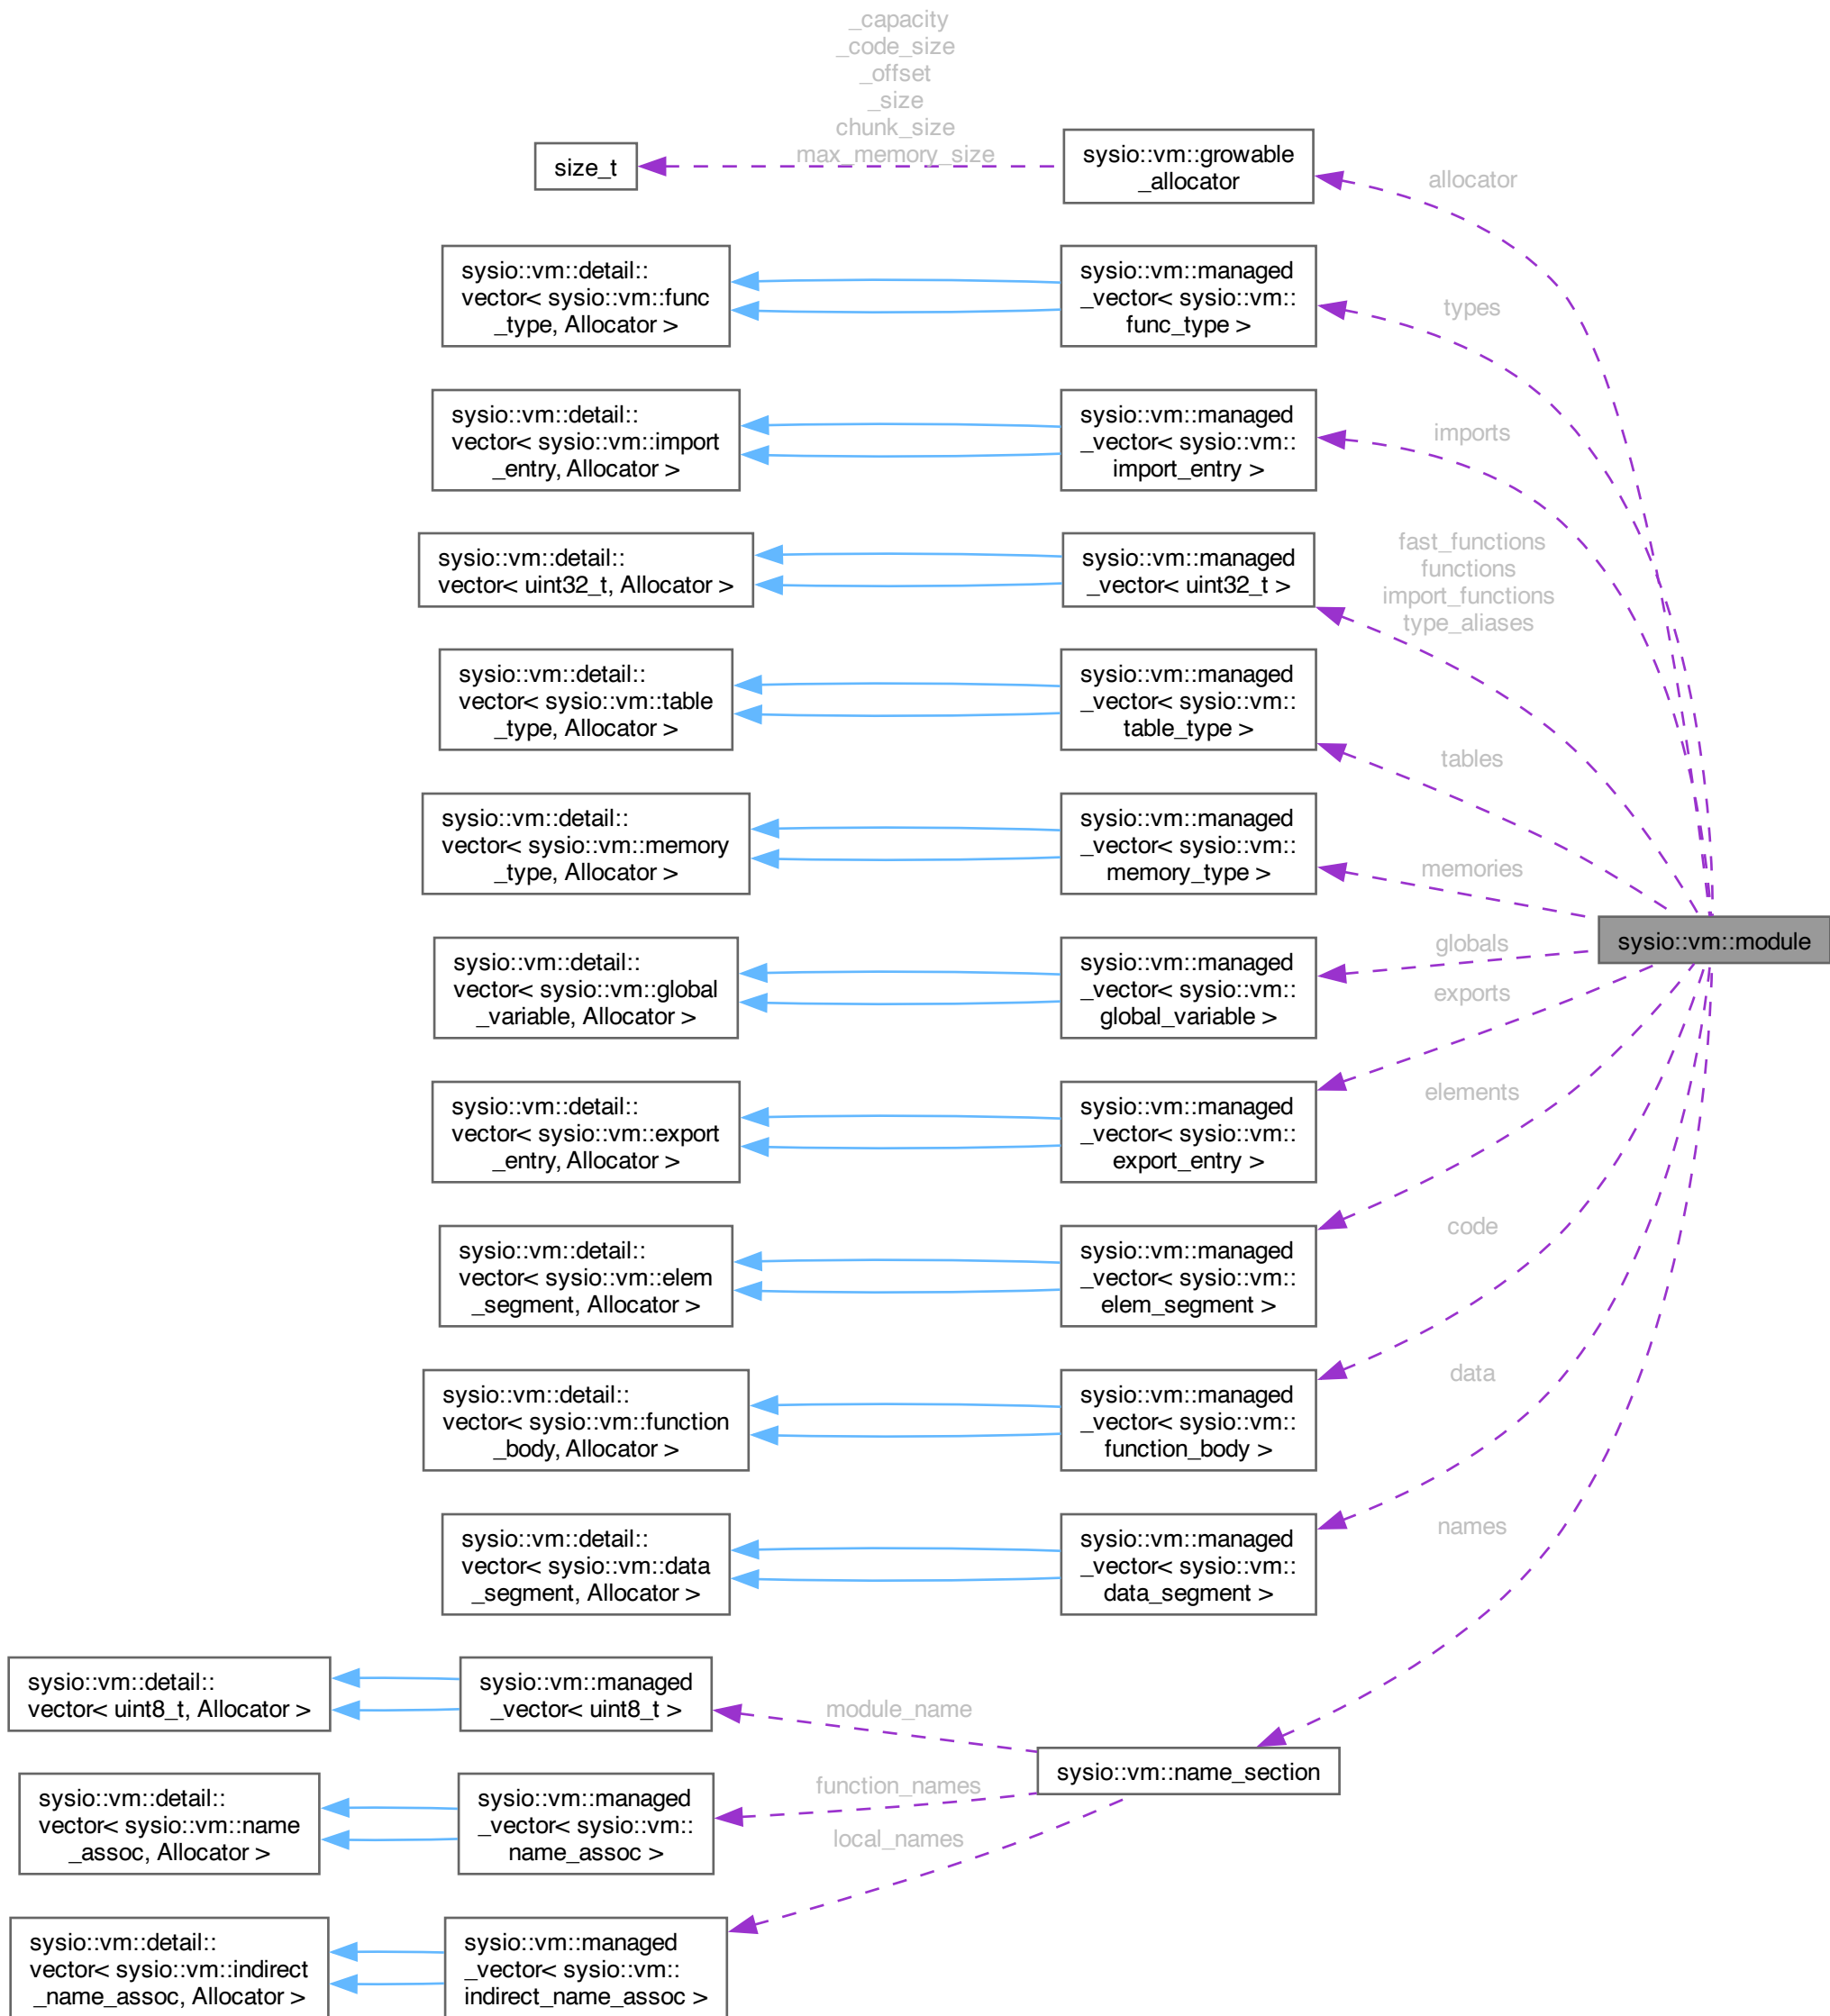 _capacity
_code_size
_offset
_size
chunk_size
max_memory_size
size_t
sysio::vm::growable
_allocator
allocator
sysio::vm::detail::
vector< sysio::vm::func
_type, Allocator >
sysio::vm::managed
_vector< sysio::vm::
func_type >
types
sysio::vm::detail::
vector< sysio::vm::import
_entry, Allocator >
sysio::vm::managed
_vector< sysio::vm::
import_entry >
imports
sysio::vm::detail::
vector< uint32_t, Allocator >
sysio::vm::managed
_vector< uint32_t >
fast_functions
functions
import_functions
type_aliases
sysio::vm::detail::
vector< sysio::vm::table
_type, Allocator >
sysio::vm::managed
_vector< sysio::vm::
table_type >
tables
sysio::vm::detail::
vector< sysio::vm::memory
_type, Allocator >
sysio::vm::managed
_vector< sysio::vm::
memory_type >
memories
sysio::vm::module
sysio::vm::detail::
vector< sysio::vm::global
_variable, Allocator >
sysio::vm::managed
_vector< sysio::vm::
global_variable >
globals
exports
sysio::vm::detail::
vector< sysio::vm::export
_entry, Allocator >
sysio::vm::managed
_vector< sysio::vm::
export_entry >
elements
sysio::vm::detail::
vector< sysio::vm::elem
_segment, Allocator >
sysio::vm::managed
_vector< sysio::vm::
elem_segment >
code
sysio::vm::detail::
vector< sysio::vm::function
_body, Allocator >
sysio::vm::managed
_vector< sysio::vm::
function_body >
data
sysio::vm::detail::
vector< sysio::vm::data
_segment, Allocator >
sysio::vm::managed
_vector< sysio::vm::
data_segment >
names
sysio::vm::detail::
vector< uint8_t, Allocator >
sysio::vm::managed
_vector< uint8_t >
module_name
sysio::vm::name_section
sysio::vm::detail::
vector< sysio::vm::name
_assoc, Allocator >
sysio::vm::managed
_vector< sysio::vm::
name_assoc >
function_names
local_names
sysio::vm::detail::
vector< sysio::vm::indirect
_name_assoc, Allocator >
sysio::vm::managed
_vector< sysio::vm::
indirect_name_assoc >